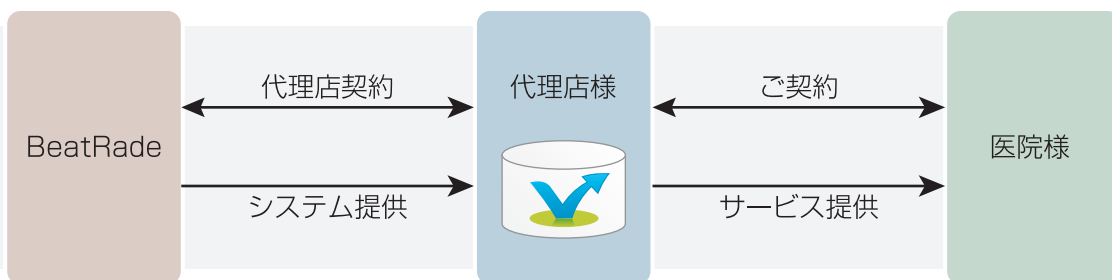 BeatRade
代理店契約
システム提供
代理店様
ご契約
サービス提供
医院様